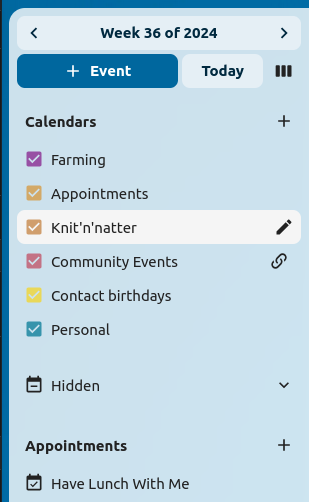 Week 36 of 2024
Event
Today
Calendars
Farming
Appointments
Knit'n'natter
Community Events
Contact birthdays
Personal
Hidden
Appointments
Have Lunch With Me